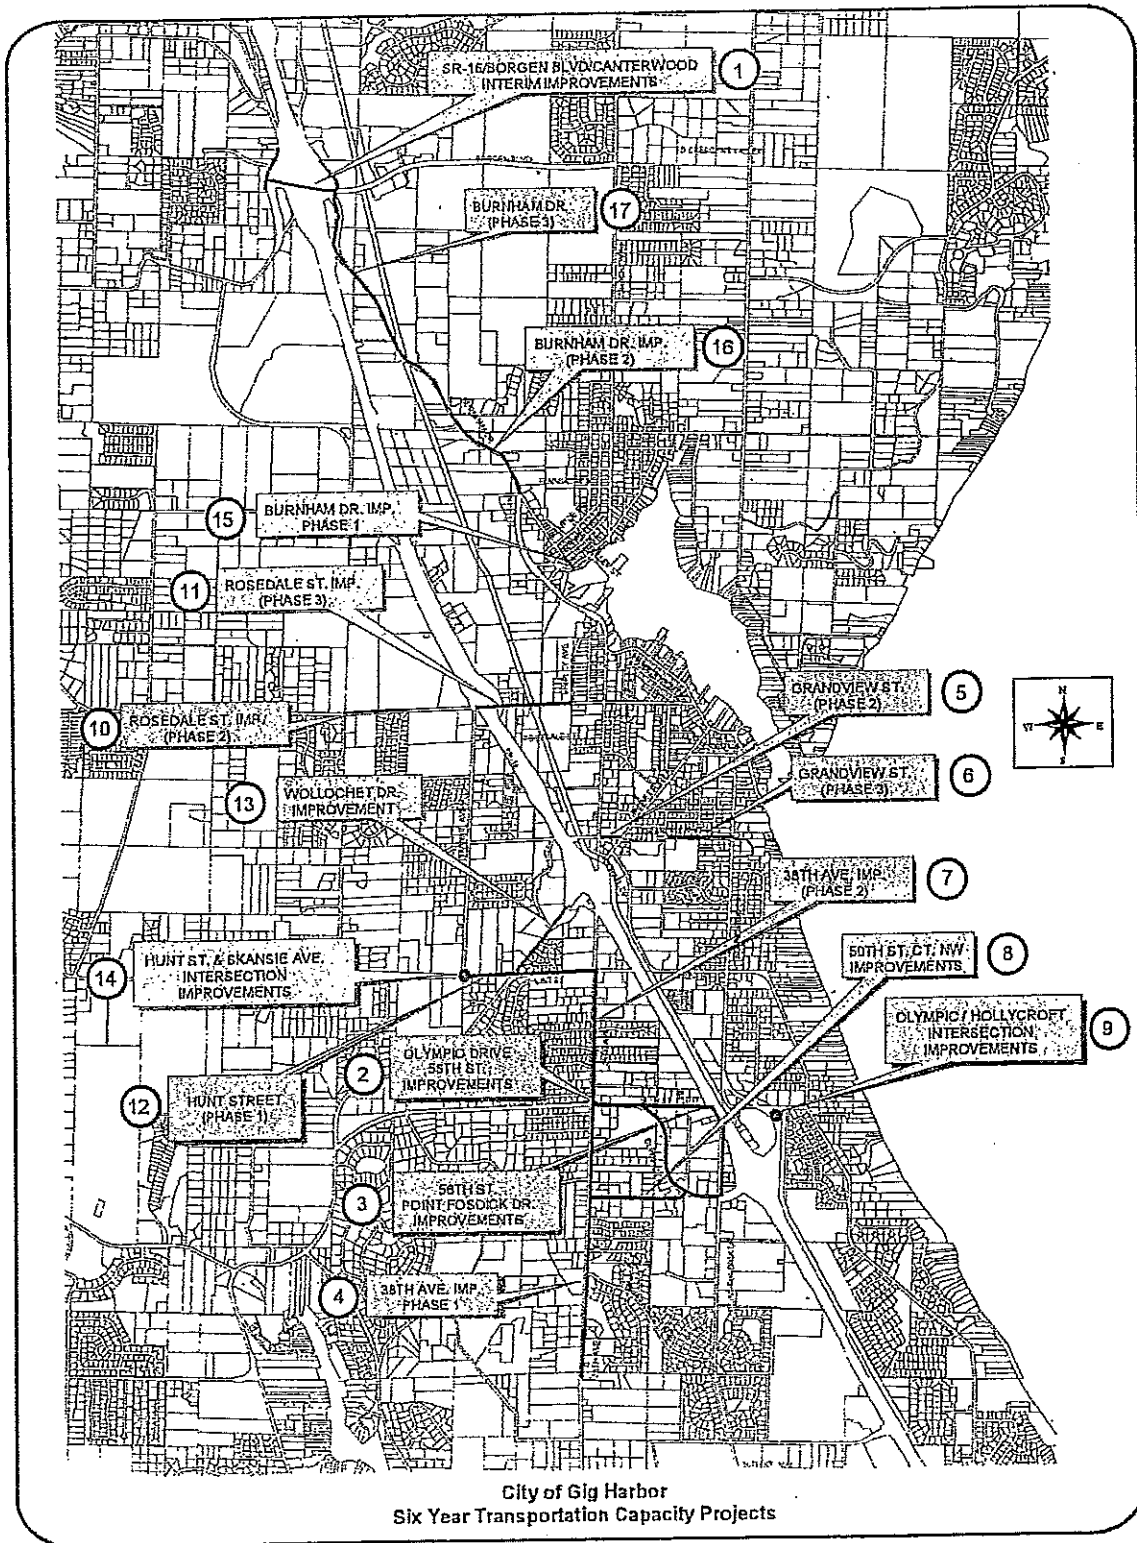 SR-16/BORGEN BLVD/CANTERWOOD
INTERIM IMPROVEMENTS
1
BURNHAM DR.
(PHASE 3)
17
BURNHAM DR. IMP.
(PHASE 2)
16
15
BURNHAM DR. IMP.
PHASE 1
11
ROSEDALE ST. IMP.
(PHASE 3)
10
ROSEDALE ST. IMP.
(PHASE 2)
GRANDVIEW ST.
(PHASE 2)
5
N
W
E
S
GRANDVIEW ST.
(PHASE 3)
6
13
WOLLOCHET DR.
IMPROVEMENT
38TH AVE. IMP.
(PHASE 2)
7
14
HUNT ST. & SKANSIE AVE.
INTERSECTION
IMPROVEMENTS
50TH ST. CT. NW
IMPROVEMENTS
8
OLYMPIC / HOLLYCROFT
INTERSECTION
IMPROVEMENTS
9
2
OLYMPIC DRIVE
56TH ST.
IMPROVEMENTS
12
HUNT STREET
(PHASE 1)
3
56TH ST.
POINT FOSDICK DR.
IMPROVEMENTS
4
38TH AVE. IMP.
PHASE 1
City of Gig Harbor
Six Year Transportation Capacity Projects